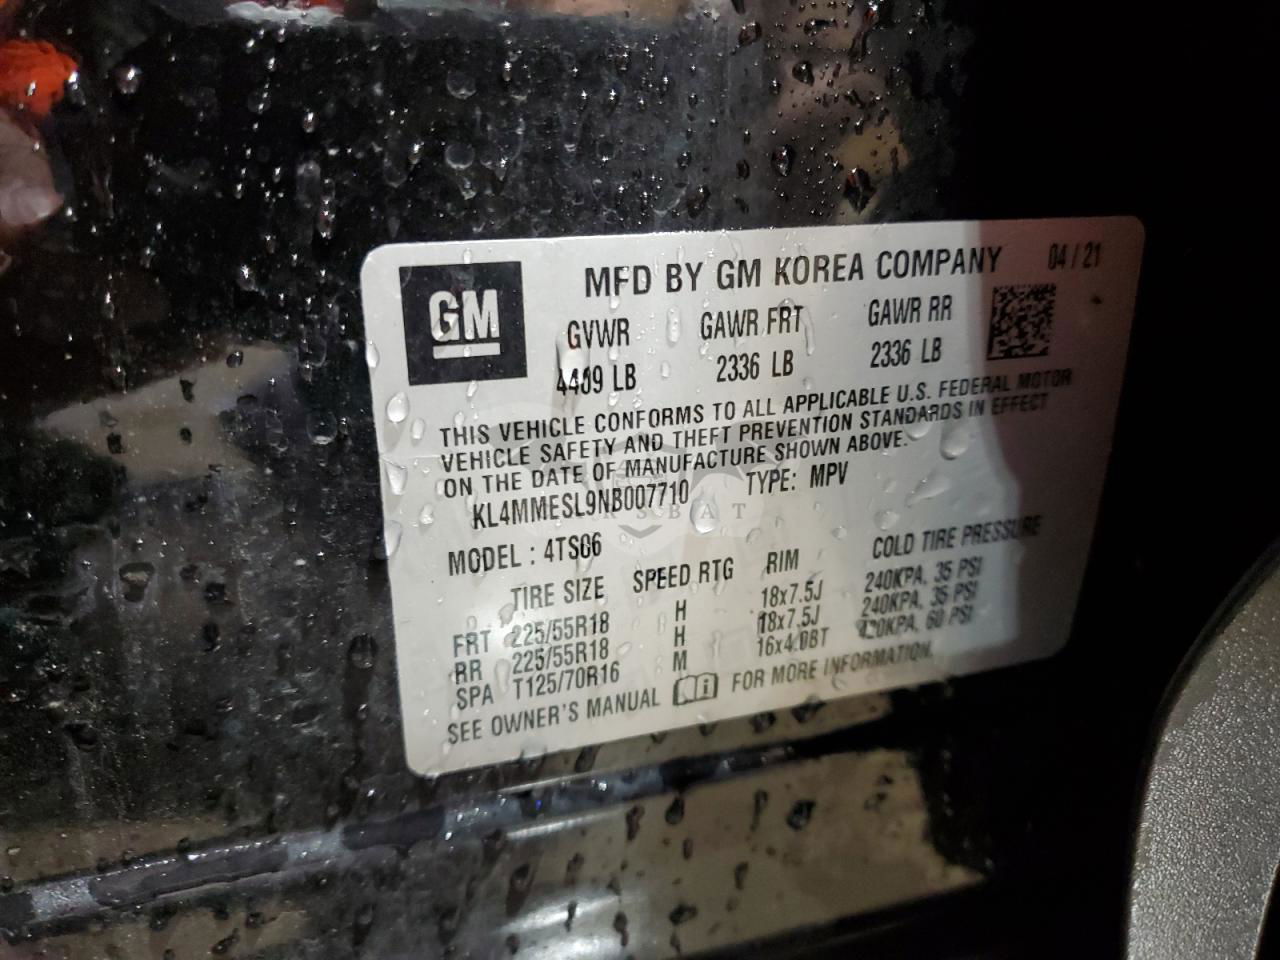 GM
MFD BY GM KOREA COMPANY 04 / 21
GVWR GAWR FRT GAWR RR
4409 LB 2336 LB 2336 LB
THIS VEHICLE CONFORMS TO ALL APPLICABLE U.S. FEDERAL MOTOR
VEHICLE SAFETY AND THEFT PREVENTION STANDARDS IN EFFECT
ON THE DATE OF MANUFACTURE SHOWN ABOVE.
KL4MMESL9NB007710 TYPE: MPV
MODEL : 4TS06
TIRE SIZE SPEED RTG RIM COLD TIRE PRESSURE
FRT 225/55R18 H 18x7.5J 240KPA, 35 PSI
RR 225/55R18 H 18x7.5J 240KPA, 35 PSI
SPA T125/70R16 M 16x4.0BT 420KPA, 60 PSI
SEE OWNER'S MANUAL FOR MORE INFORMATION.